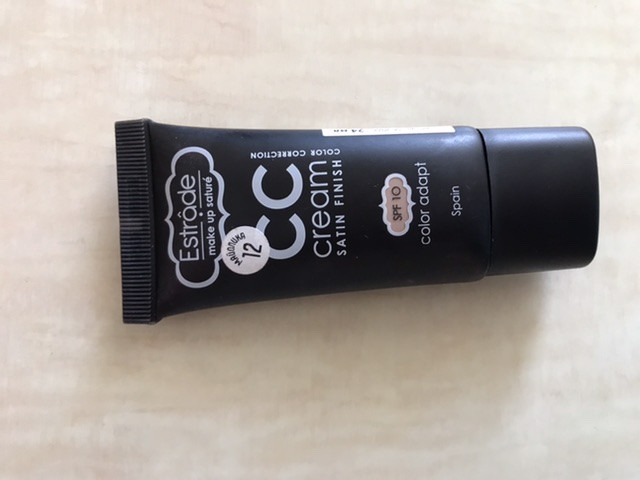 Estrâde
make up saturé
12
CC
COLOR CORRECTION
cream
SATIN FINISH
SPF 10
color adapt
Spain